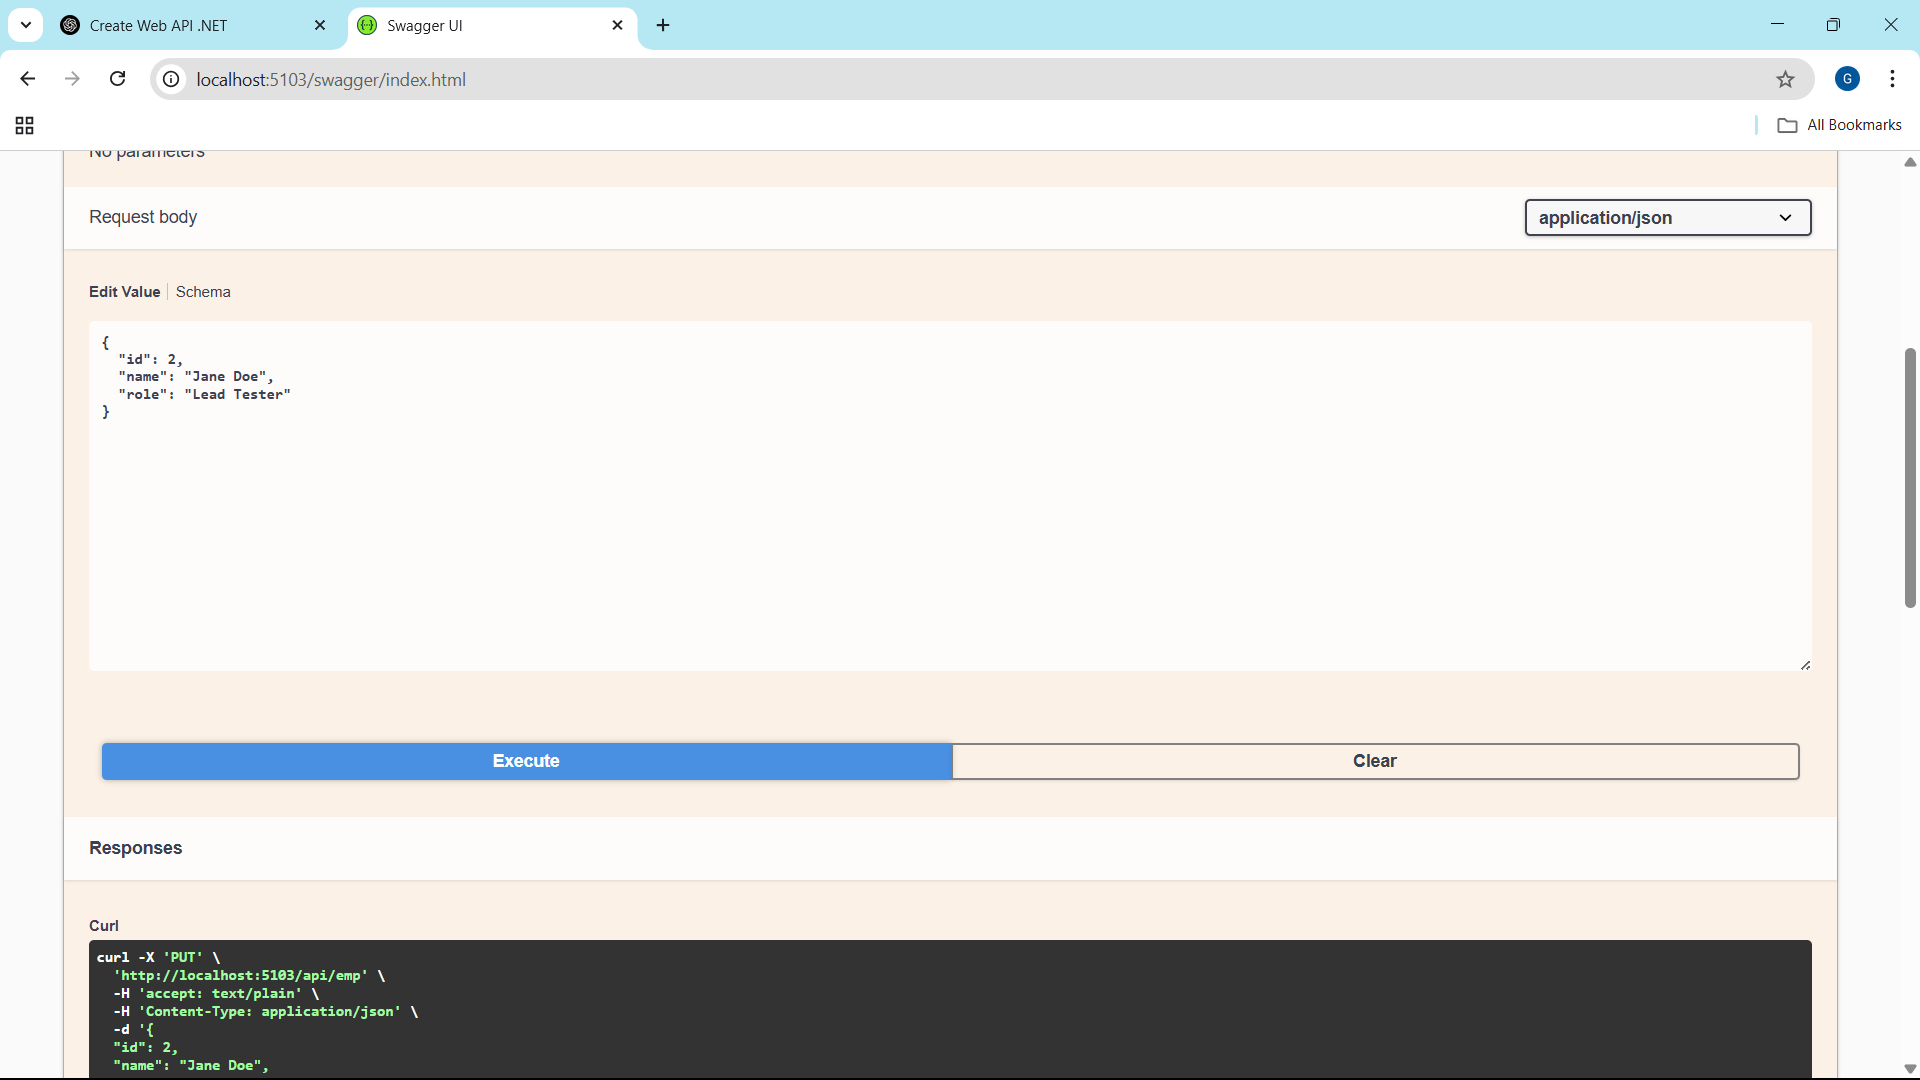 Create Web API .NET
Swagger UI
localhost:5103/swagger/index.html
G
All Bookmarks
No parameters
Request body
application/json
Edit Value
Schema
{
  "id": 2,
  "name": "Jane Doe",
  "role": "Lead Tester"
}
Execute
Clear
Responses
Curl
curl -X 'PUT' \
  'http://localhost:5103/api/emp' \
  -H 'accept: text/plain' \
  -H 'Content-Type: application/json' \
  -d '{
  "id": 2,
  "name": "Jane Doe",